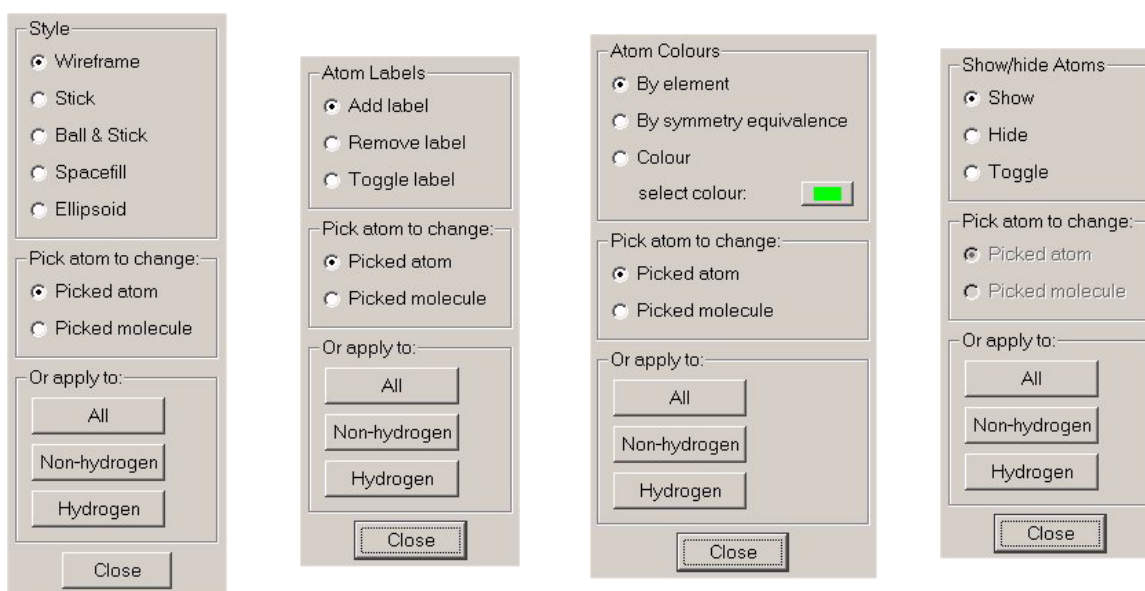 Style
Wireframe
Stick
Ball & Stick
Spacefill
Ellipsoid
Pick atom to change:
Picked atom
Picked molecule
Or apply to:
All
Non-hydrogen
Hydrogen
Close
Atom Labels
Add label
Remove label
Toggle label
Pick atom to change:
Picked atom
Picked molecule
Or apply to:
All
Non-hydrogen
Hydrogen
Close
Atom Colours
By element
By symmetry equivalence
Colour
select colour:
Pick atom to change:
Picked atom
Picked molecule
Or apply to:
All
Non-hydrogen
Hydrogen
Close
Show/hide Atoms
Show
Hide
Toggle
Pick atom to change:
Picked atom
Picked molecule
Or apply to:
All
Non-hydrogen
Hydrogen
Close